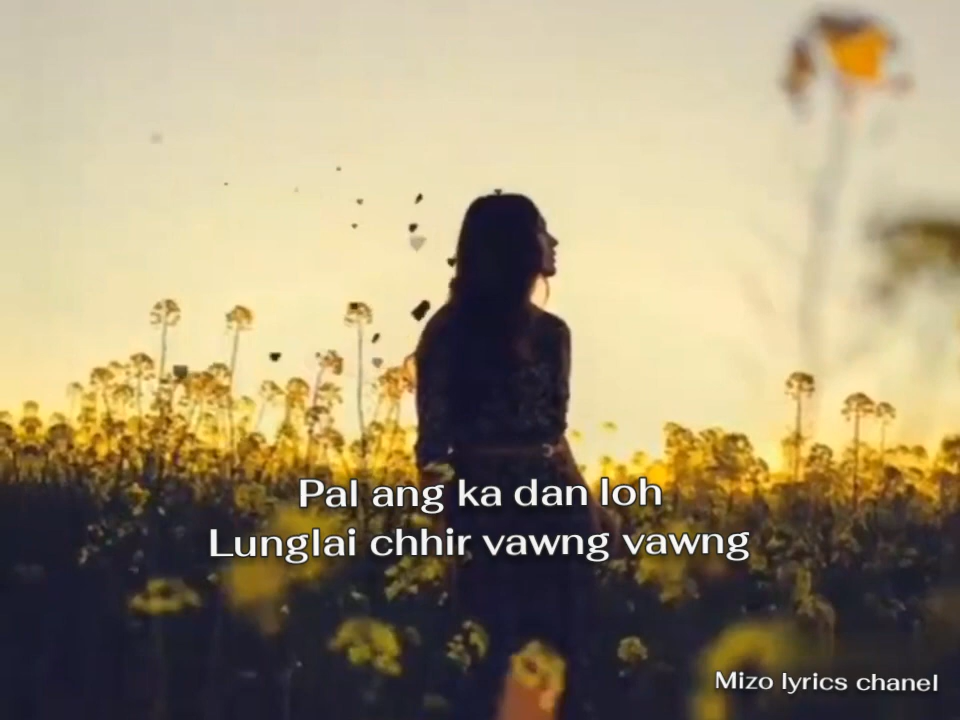 Pal ang ka dan loh
Lunglai chhir vawng vawng
Mizo lyrics chanel